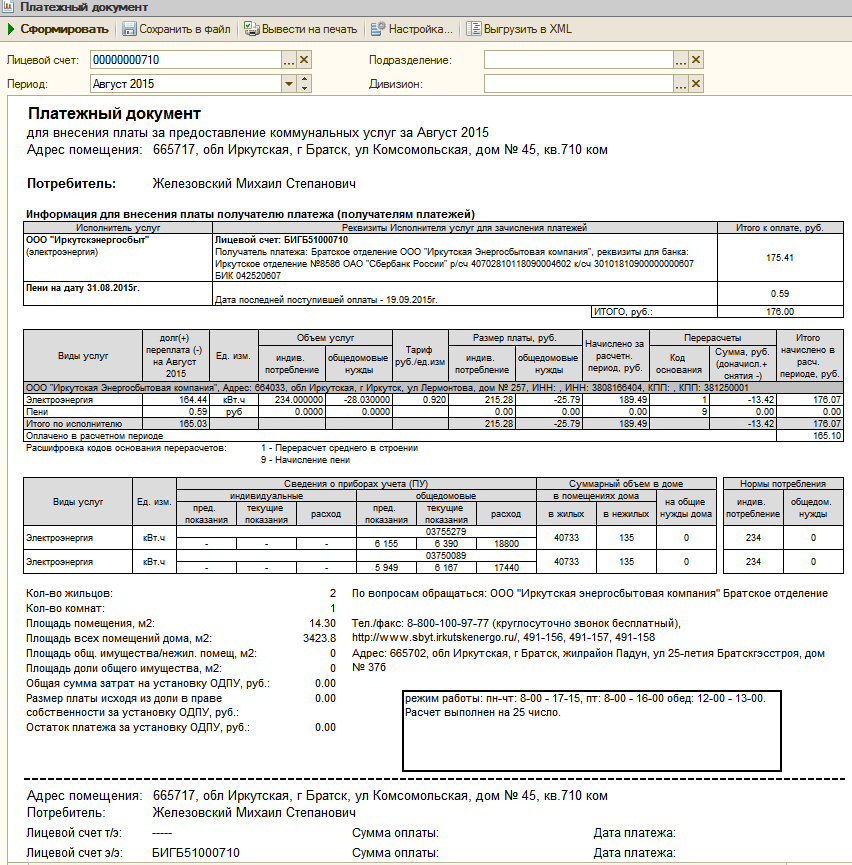 Платежный документ
Сформировать Сохранить в файл Вывести на печать Настройка... Выгрузить в XML
Лицевой счет: 00000000710 ... Подразделение: ...
Период: Август 2015 Дивизион: ...
Платежный документ
для внесения платы за предоставление коммунальных услуг за Август 2015
Адрес помещения: 665717, обл Иркутская, г Братск, ул Комсомольская, дом № 45, кв.710 ком
Потребитель: Железовский Михаил Степанович
Информация для внесения платы получателю платежа (получателям платежей)
Исполнитель услуг Реквизиты Исполнителя услуг для зачисления платежей Итого к оплате, руб.
ООО "Иркутскэнергосбыт" Лицевой счет: БИГБ51000710
(электроэнергия) Получатель платежа: Братское отделение ООО "Иркутская Энергосбытовая компания", реквизиты для банка: 175.41
Иркутское отделение №8586 ОАО "Сбербанк России" р/сч 40702810118090004602 к/сч 30101810900000000607
БИК 042520607
Пени на дату 31.08.2015г. 0.59
Дата последней поступившей оплаты - 19.09.2015г.
ИТОГО, руб.: 176.00
Виды услуг долг(+) переплата (-) на Август 2015 Ед. изм. Объем услуг Тариф руб./ед.изм Размер платы, руб. Начислено за расчетн. период, руб. Перерасчеты Итого начислено в расч. периоде, руб.
индив. потребление общедомовые нужды индив. потребление общедомовые нужды Код основания Сумма, руб. (доначисл.+ снятия -)
ООО "Иркутская Энергосбытовая компания", Адрес: 664033, обл Иркутская, г Иркутск, ул Лермонтова, дом № 257, ИНН: , ИНН: 3808166404, КПП: , КПП: 381250001
Электроэнергия 164.44 кВт.ч 234.000000 -28.030000 0.920 215.28 -25.79 189.49 1 -13.42 176.07
Пени 0.59 руб 0.0000 0.0000 0.00 0.00 0.00 9 0.00 0.00
Итого по исполнителю 165.03 215.28 -25.79 189.49 -13.42 176.07
Оплачено в расчетном периоде 165.10
Расшифровка кодов основания перерасчетов: 1 - Перерасчет среднего в строении
9 - Начисление пени
Виды услуг Ед. изм. Сведения о приборах учета (ПУ) Суммарный объем в доме Нормы потребления
индивидуальные общедомовые в помещениях дома на общие нужды дома индив. потребление общедом. нужды
пред. показания текущие показания расход пред. показания текущие показания расход в жилых в нежилых
Электроэнергия кВт.ч 03755279 40733 135 0 234 0
- - - 6 155 6 390 18800
Электроэнергия кВт.ч 03750089 40733 135 0 234 0
- - - 5 949 6 167 17440
Кол-во жильцов: 2 По вопросам обращаться: ООО "Иркутская энергосбытовая компания" Братское отделение
Кол-во комнат: 1
Площадь помещения, м2: 14.30 Тел./факс: 8-800-100-97-77 (круглосуточно звонок бесплатный),
Площадь всех помещений дома, м2: 3423.8 http://www.sbyt.irkutskenergo.ru/, 491-156, 491-157, 491-158
Площадь общ. имущества/нежил. помещ, м2: 0 Адрес: 665702, обл Иркутская, г Братск, жилрайон Падун, ул 25-летия Братскгэсстроя, дом
Площадь доли общего имущества, м2: 0 № 37б
Общая сумма затрат на установку ОДПУ, руб.: 0.00
Размер платы исходя из доли в праве 0.00 режим работы: пн-чт: 8-00 - 17-15, пт: 8-00 - 16-00 обед: 12-00 - 13-00.
собственности за установку ОДПУ, руб.: Расчет выполнен на 25 число.
Остаток платежа за установку ОДПУ, руб.: 0.00
Адрес помещения: 665717, обл Иркутская, г Братск, ул Комсомольская, дом № 45, кв.710 ком
Потребитель: Железовский Михаил Степанович
Лицевой счет т/э: ----- Сумма оплаты: Дата платежа:
Лицевой счет э/э: БИГБ51000710 Сумма оплаты: Дата платежа: